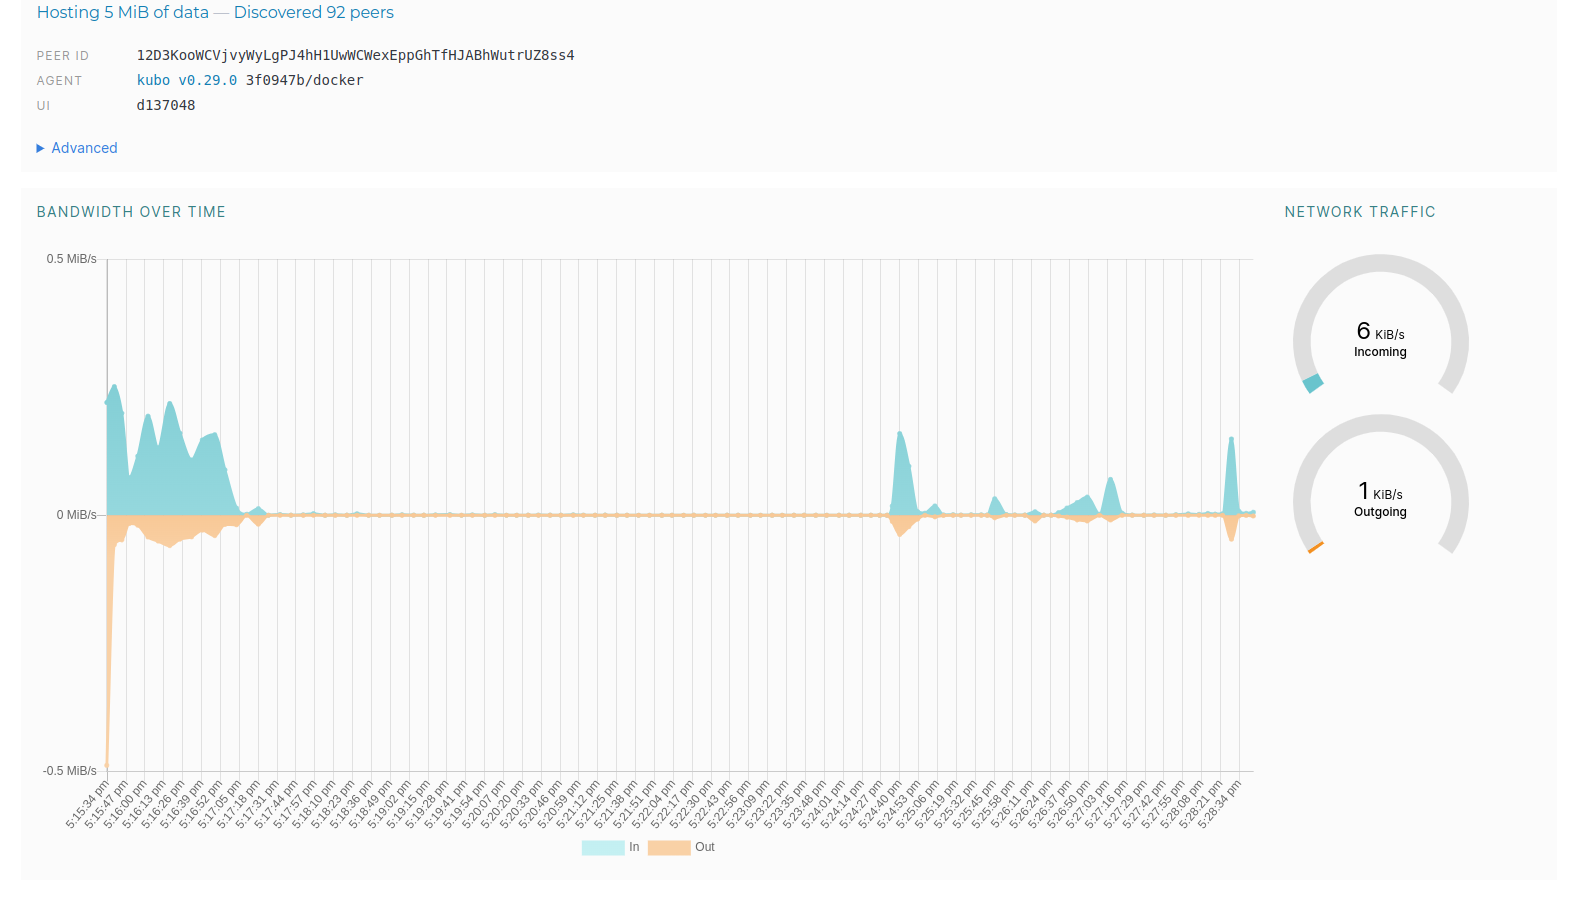 Hosting 5 MiB of data — Discovered 92 peers
PEER ID 12D3KooWCVjvyWyLgPJ4hH1UwWCWexEppGhTfHJABhWutrUZ8ss4
AGENT kubo v0.29.0 3f0947b/docker
UI d137048
▶ Advanced
BANDWIDTH OVER TIME
0.5 MiB/s
0 MiB/s
-0.5 MiB/s
5:15:34 pm
5:15:47 pm
5:16:00 pm
5:16:13 pm
5:16:26 pm
5:16:39 pm
5:16:52 pm
5:17:05 pm
5:17:18 pm
5:17:31 pm
5:17:44 pm
5:17:57 pm
5:18:10 pm
5:18:23 pm
5:18:36 pm
5:18:49 pm
5:19:02 pm
5:19:15 pm
5:19:28 pm
5:19:41 pm
5:19:54 pm
5:20:07 pm
5:20:20 pm
5:20:33 pm
5:20:46 pm
5:20:59 pm
5:21:12 pm
5:21:25 pm
5:21:38 pm
5:21:51 pm
5:22:04 pm
5:22:17 pm
5:22:30 pm
5:22:43 pm
5:22:56 pm
5:23:09 pm
5:23:22 pm
5:23:35 pm
5:23:48 pm
5:24:01 pm
5:24:14 pm
5:24:27 pm
5:24:40 pm
5:24:53 pm
5:25:06 pm
5:25:19 pm
5:25:32 pm
5:25:45 pm
5:25:58 pm
5:26:11 pm
5:26:24 pm
5:26:37 pm
5:26:50 pm
5:27:03 pm
5:27:16 pm
5:27:29 pm
5:27:42 pm
5:27:55 pm
5:28:08 pm
5:28:21 pm
5:28:34 pm
In
Out
NETWORK TRAFFIC
6 KiB/s
Incoming
1 KiB/s
Outgoing